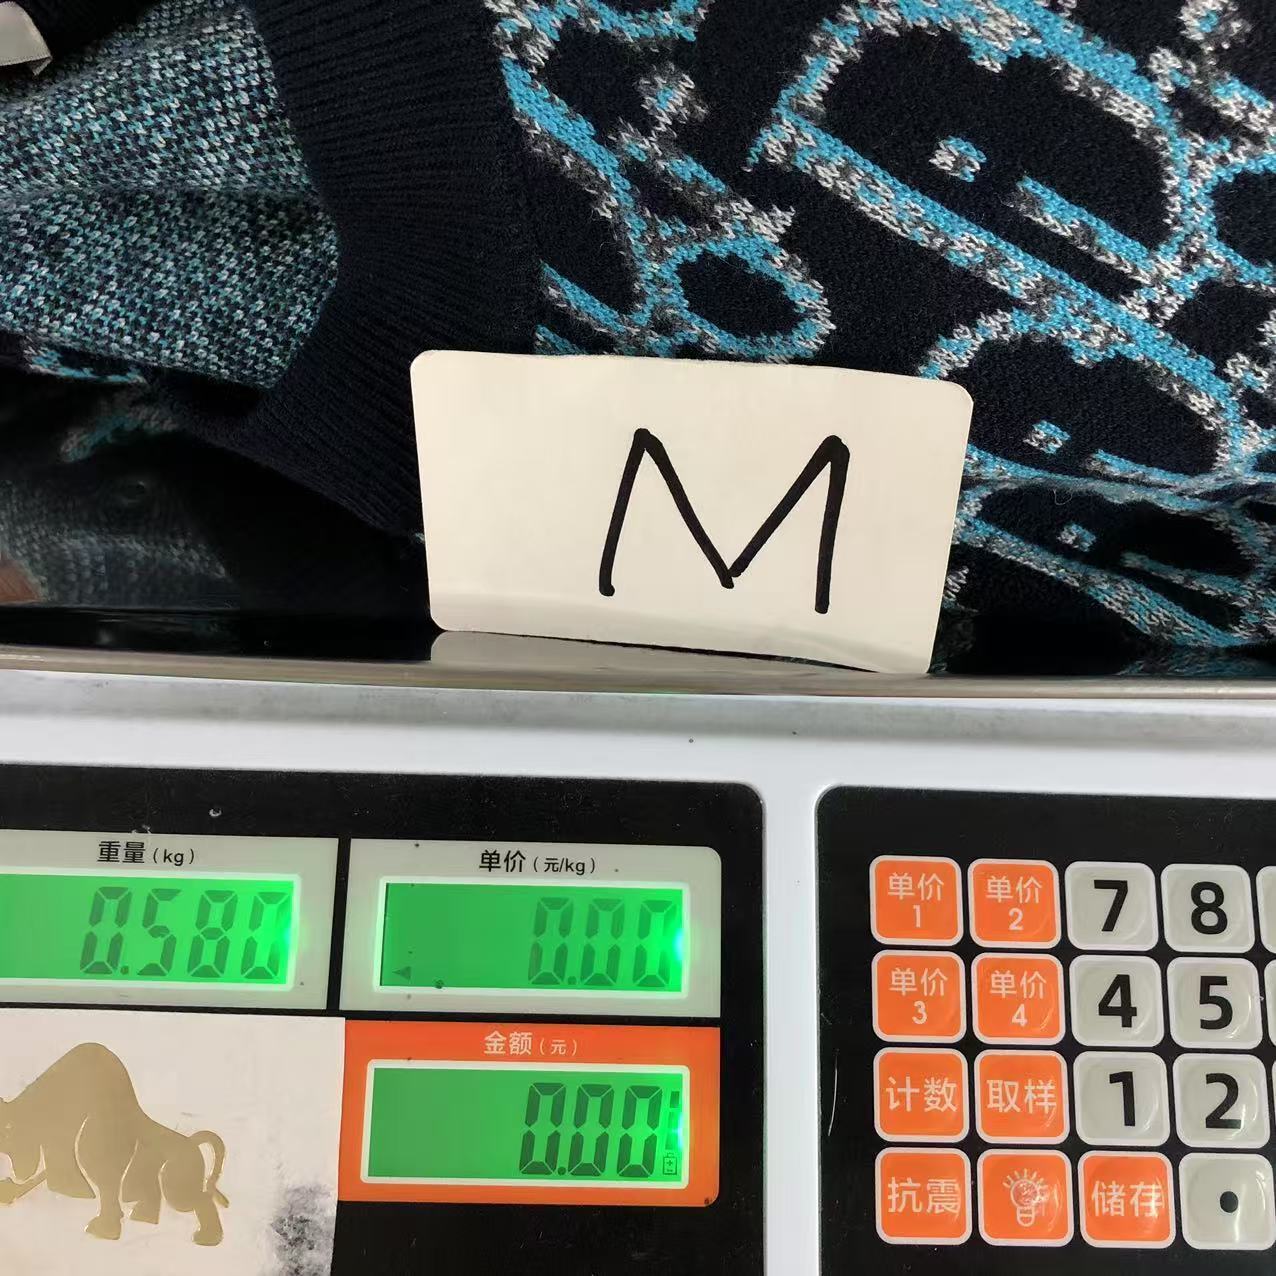 M
重量(kg)
0.580
单价(元/kg)
0.00
金额(元)
0.00
单价1 单价2 7 8
单价3 单价4 4 5
计数 取样 1 2
抗震 储存 .